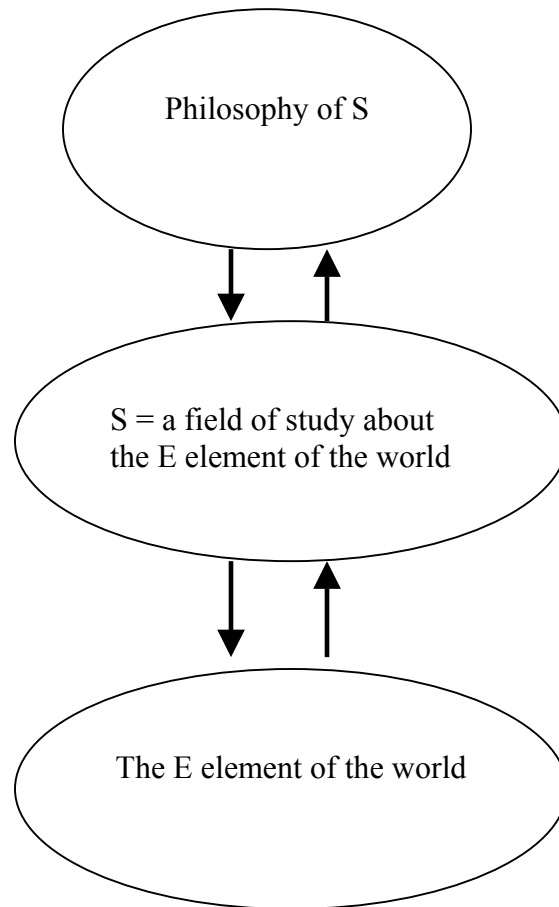 Philosophy of S
S = a field of study about
the E element of the world
The E element of the world